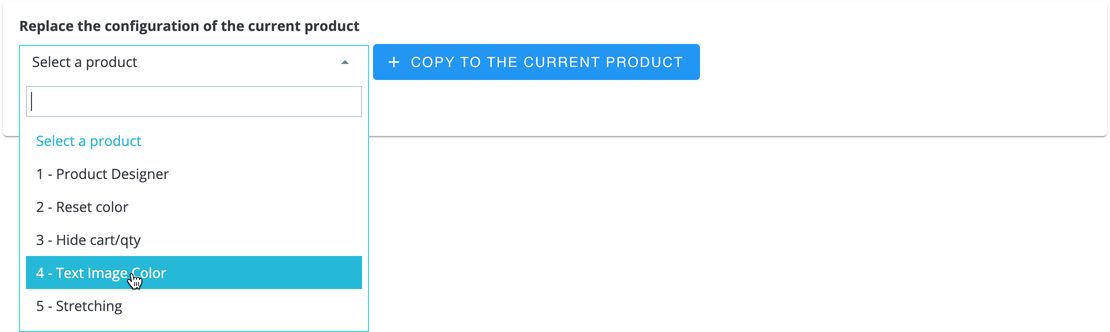 Replace the configuration of the current product
Select a product
+ COPY TO THE CURRENT PRODUCT
Select a product
1 - Product Designer
2 - Reset color
3 - Hide cart/qty
4 - Text Image Color
5 - Stretching